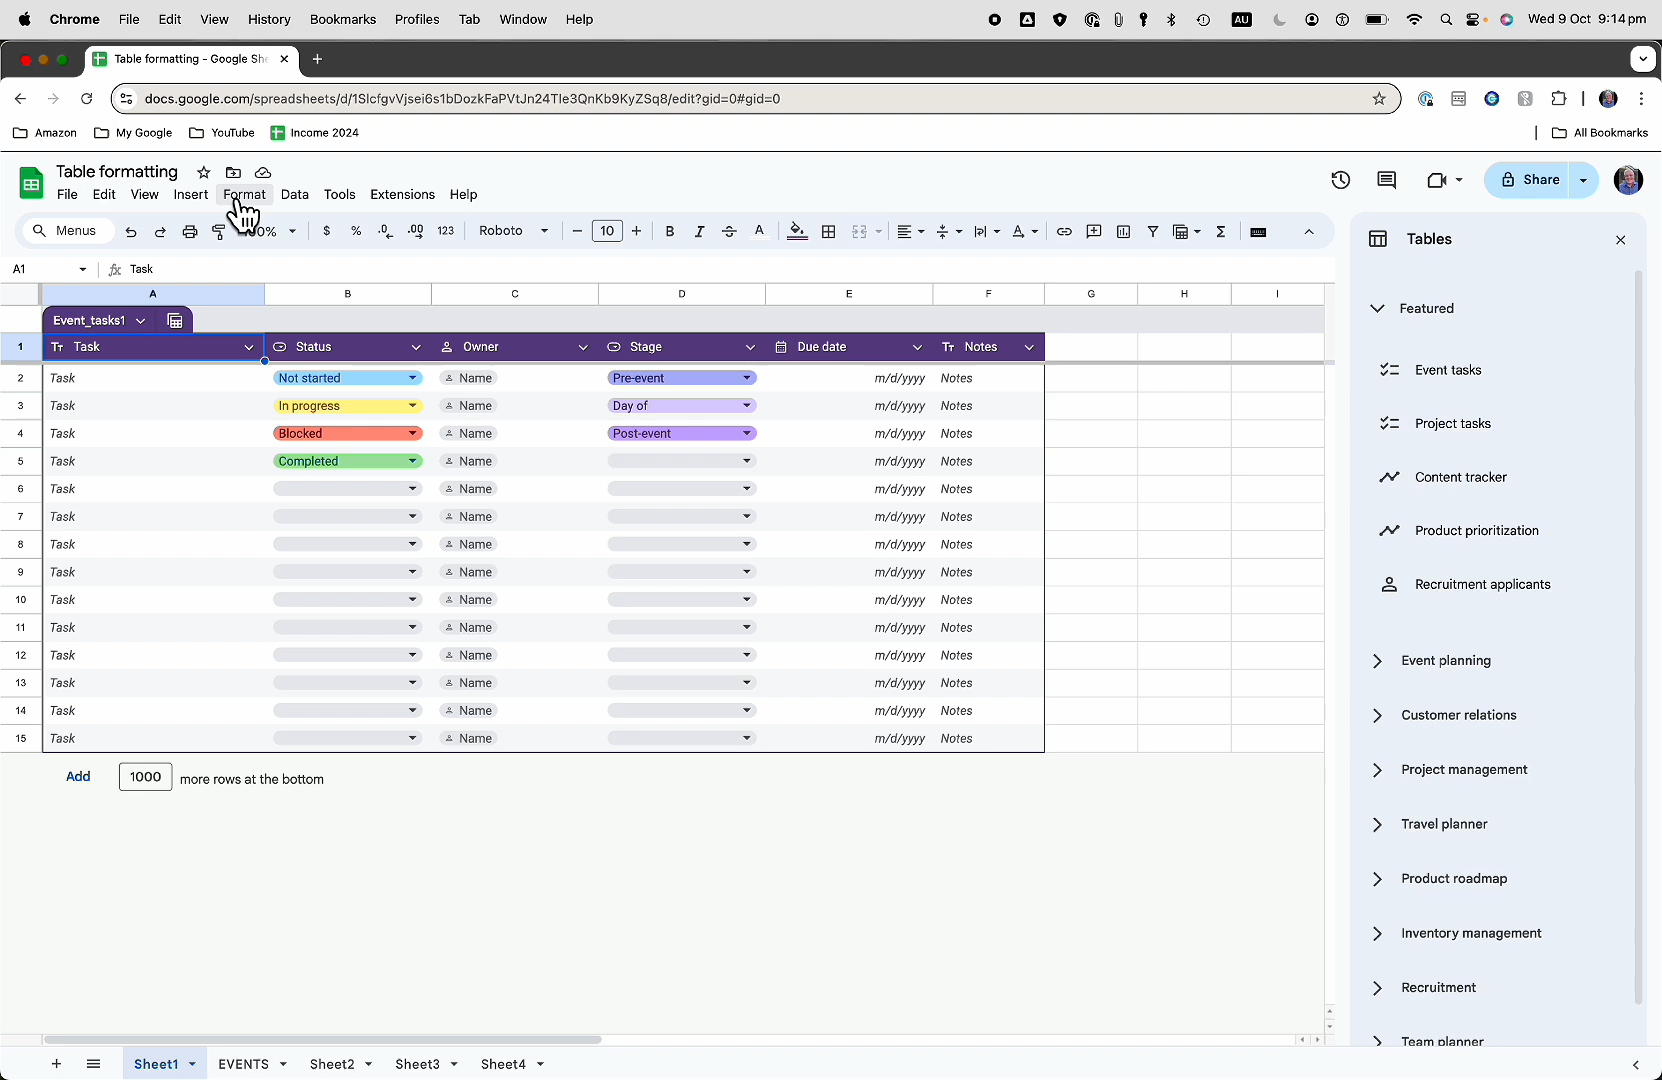 Chrome File Edit View History Bookmarks Profiles Tab Window Help AU Wed 9 Oct 9:14 pm
Table formatting - Google She
docs.google.com/spreadsheets/d/1SlcfgvVjsei6s1bDozkFaPVtJn24TIe3QnKb9KyZSq8/edit?gid=0#gid=0
Amazon My Google YouTube Income 2024 All Bookmarks
Table formatting
File Edit View Insert Format Data Tools Extensions Help
Share
Menus % $ % .0 .00 123 Roboto 10 B I S A
Tables
A1 fx Task
A B C D E F G H I
Event_tasks1
1 Tт Task Status Owner Stage Due date Tт Notes
2 Task Not started Name Pre-event m/d/yyyy Notes
3 Task In progress Name Day of m/d/yyyy Notes
4 Task Blocked Name Post-event m/d/yyyy Notes
5 Task Completed Name m/d/yyyy Notes
6 Task Name m/d/yyyy Notes
7 Task Name m/d/yyyy Notes
8 Task Name m/d/yyyy Notes
9 Task Name m/d/yyyy Notes
10 Task Name m/d/yyyy Notes
11 Task Name m/d/yyyy Notes
12 Task Name m/d/yyyy Notes
13 Task Name m/d/yyyy Notes
14 Task Name m/d/yyyy Notes
15 Task Name m/d/yyyy Notes
Add 1000 more rows at the bottom
Featured
Event tasks
Project tasks
Content tracker
Product prioritization
Recruitment applicants
Event planning
Customer relations
Project management
Travel planner
Product roadmap
Inventory management
Recruitment
Team planner
Sheet1 EVENTS Sheet2 Sheet3 Sheet4